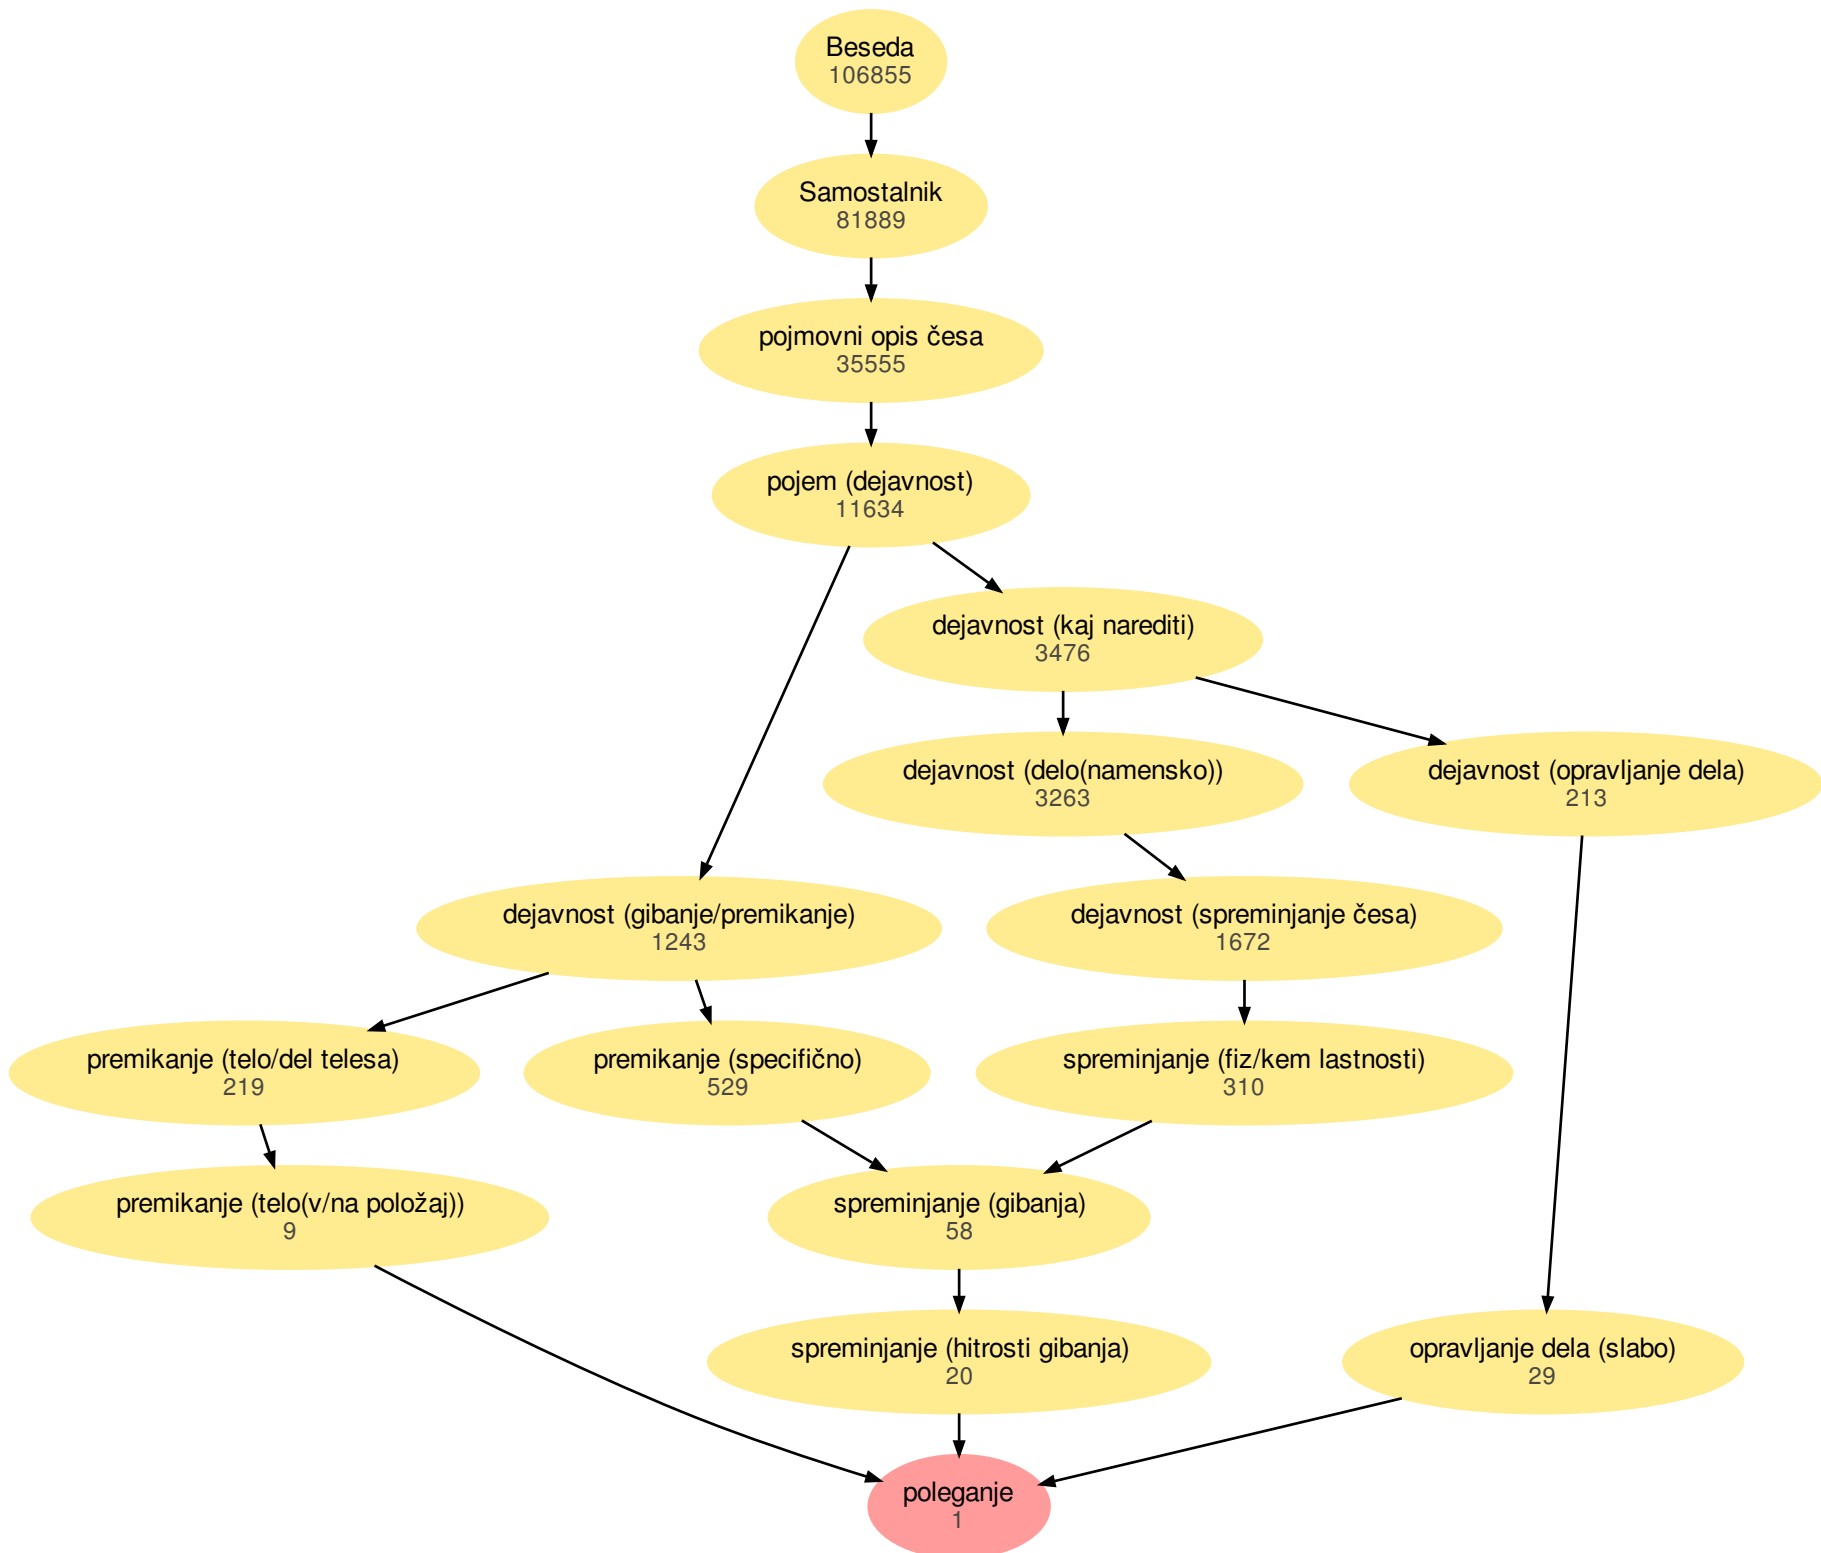 Beseda
106855
Samostalnik
81889
pojmovni opis česa
35555
pojem (dejavnost)
11634
dejavnost (kaj narediti)
3476
dejavnost (delo(namensko))
3263
dejavnost (opravljanje dela)
213
dejavnost (gibanje/premikanje)
1243
dejavnost (spreminjanje česa)
1672
premikanje (telo/del telesa)
219
premikanje (specifično)
529
spreminjanje (fiz/kem lastnosti)
310
premikanje (telo(v/na položaj))
9
spreminjanje (gibanja)
58
spreminjanje (hitrosti gibanja)
20
opravljanje dela (slabo)
29
poleganje
1